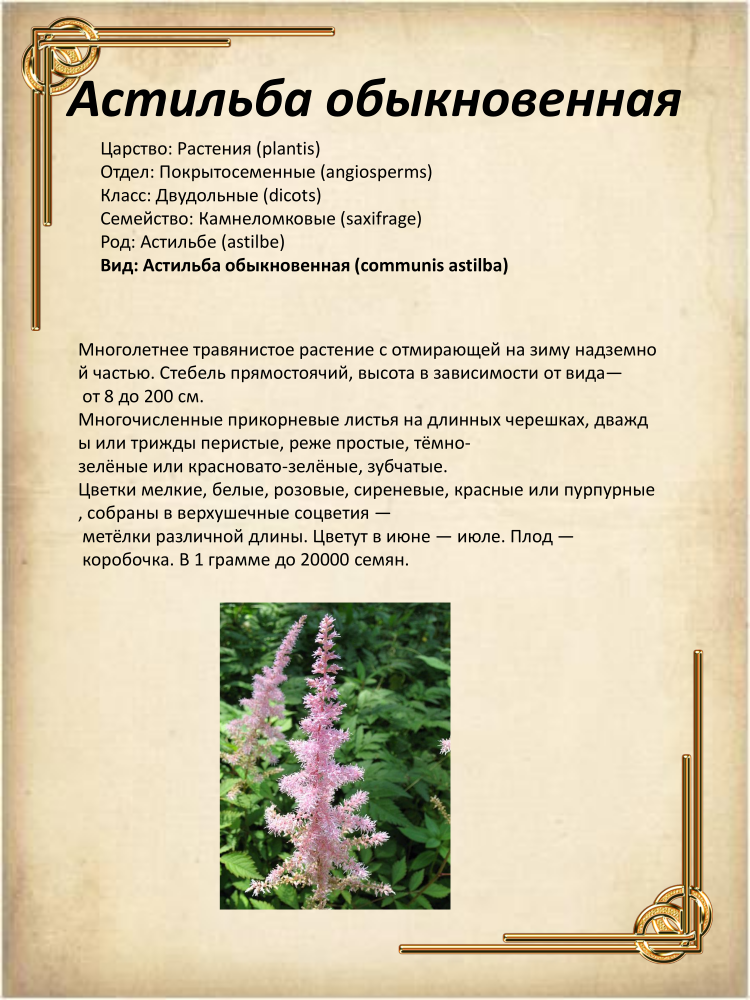 Астильба обыкновенная
Царство: Растения (plantis)
Отдел: Покрытосеменные (angiosperms)
Класс: Двудольные (dicots)
Семейство: Камнеломковые (saxifrage)
Род: Астильбе (astilbe)
Вид: Астильба обыкновенная (communis astilba)
Многолетнее травянистое растение с отмирающей на зиму надземно
й частью. Стебель прямостоячий, высота в зависимости от вида—
от 8 до 200 см.
Многочисленные прикорневые листья на длинных черешках, дважд
ы или трижды перистые, реже простые, тёмно-
зелёные или красновато-зелёные, зубчатые.
Цветки мелкие, белые, розовые, сиреневые, красные или пурпурные
, собраны в верхушечные соцветия —
метёлки различной длины. Цветут в июне — июле. Плод —
коробочка. В 1 грамме до 20000 семян.